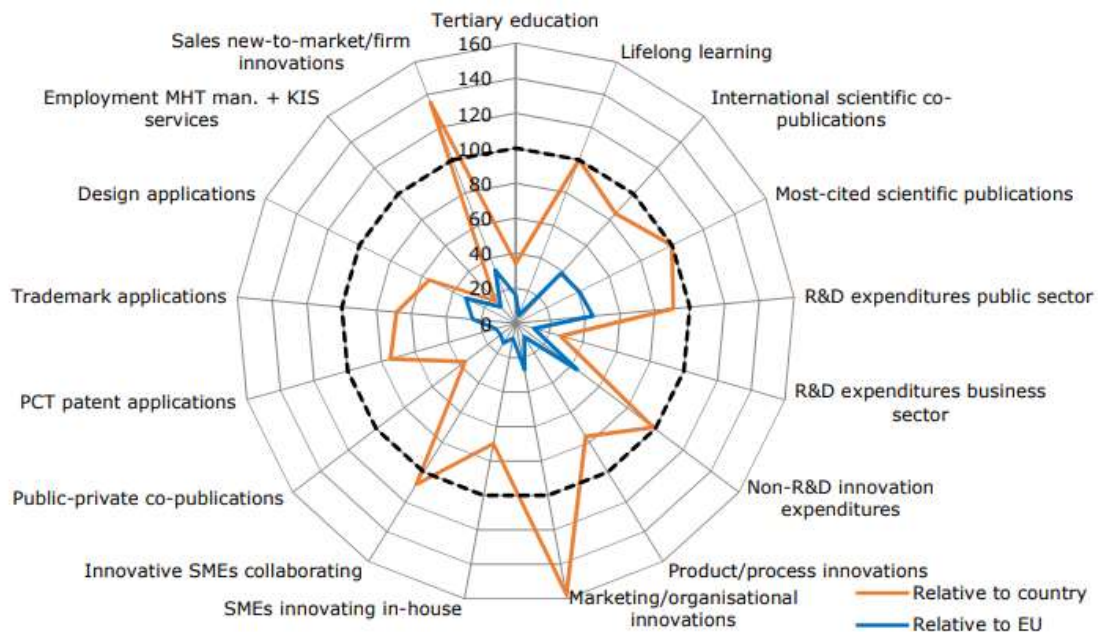 Tertiary education
Lifelong learning
International scientific co-
publications
Most-cited scientific publications
R&D expenditures public sector
R&D expenditures business
sector
Non-R&D innovation
expenditures
Product/process innovations
Marketing/organisational
innovations
SMEs innovating in-house
Innovative SMEs collaborating
Public-private co-publications
PCT patent applications
Trademark applications
Design applications
Employment MHT man. + KIS
services
Sales new-to-market/firm
innovations
160
140
120
100
80
60
40
20
0
Relative to country
Relative to EU